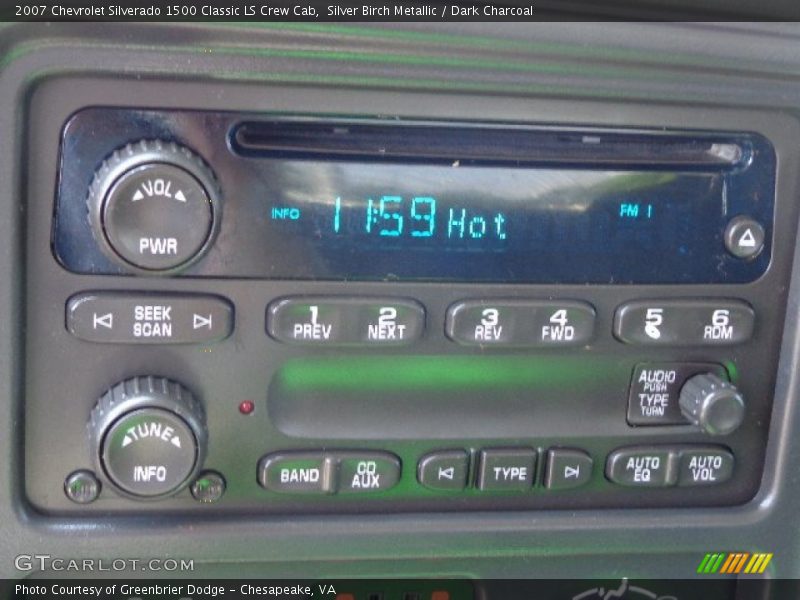 2007 Chevrolet Silverado 1500 Classic LS Crew Cab, Silver Birch Metallic / Dark Charcoal
VOL
PWR
INFO 11:59 Hot FM 1
SEEK
SCAN
1 PREV
2 NEXT
3 REV
4 FWD
5
6 RDM
AUDIO
PUSH
TYPE
TURN
TUNE
INFO
BAND
CD
AUX
TYPE
AUTO
EQ
AUTO
VOL
GTCARLOT.COM
Photo Courtesy of Greenbrier Dodge - Chesapeake, VA